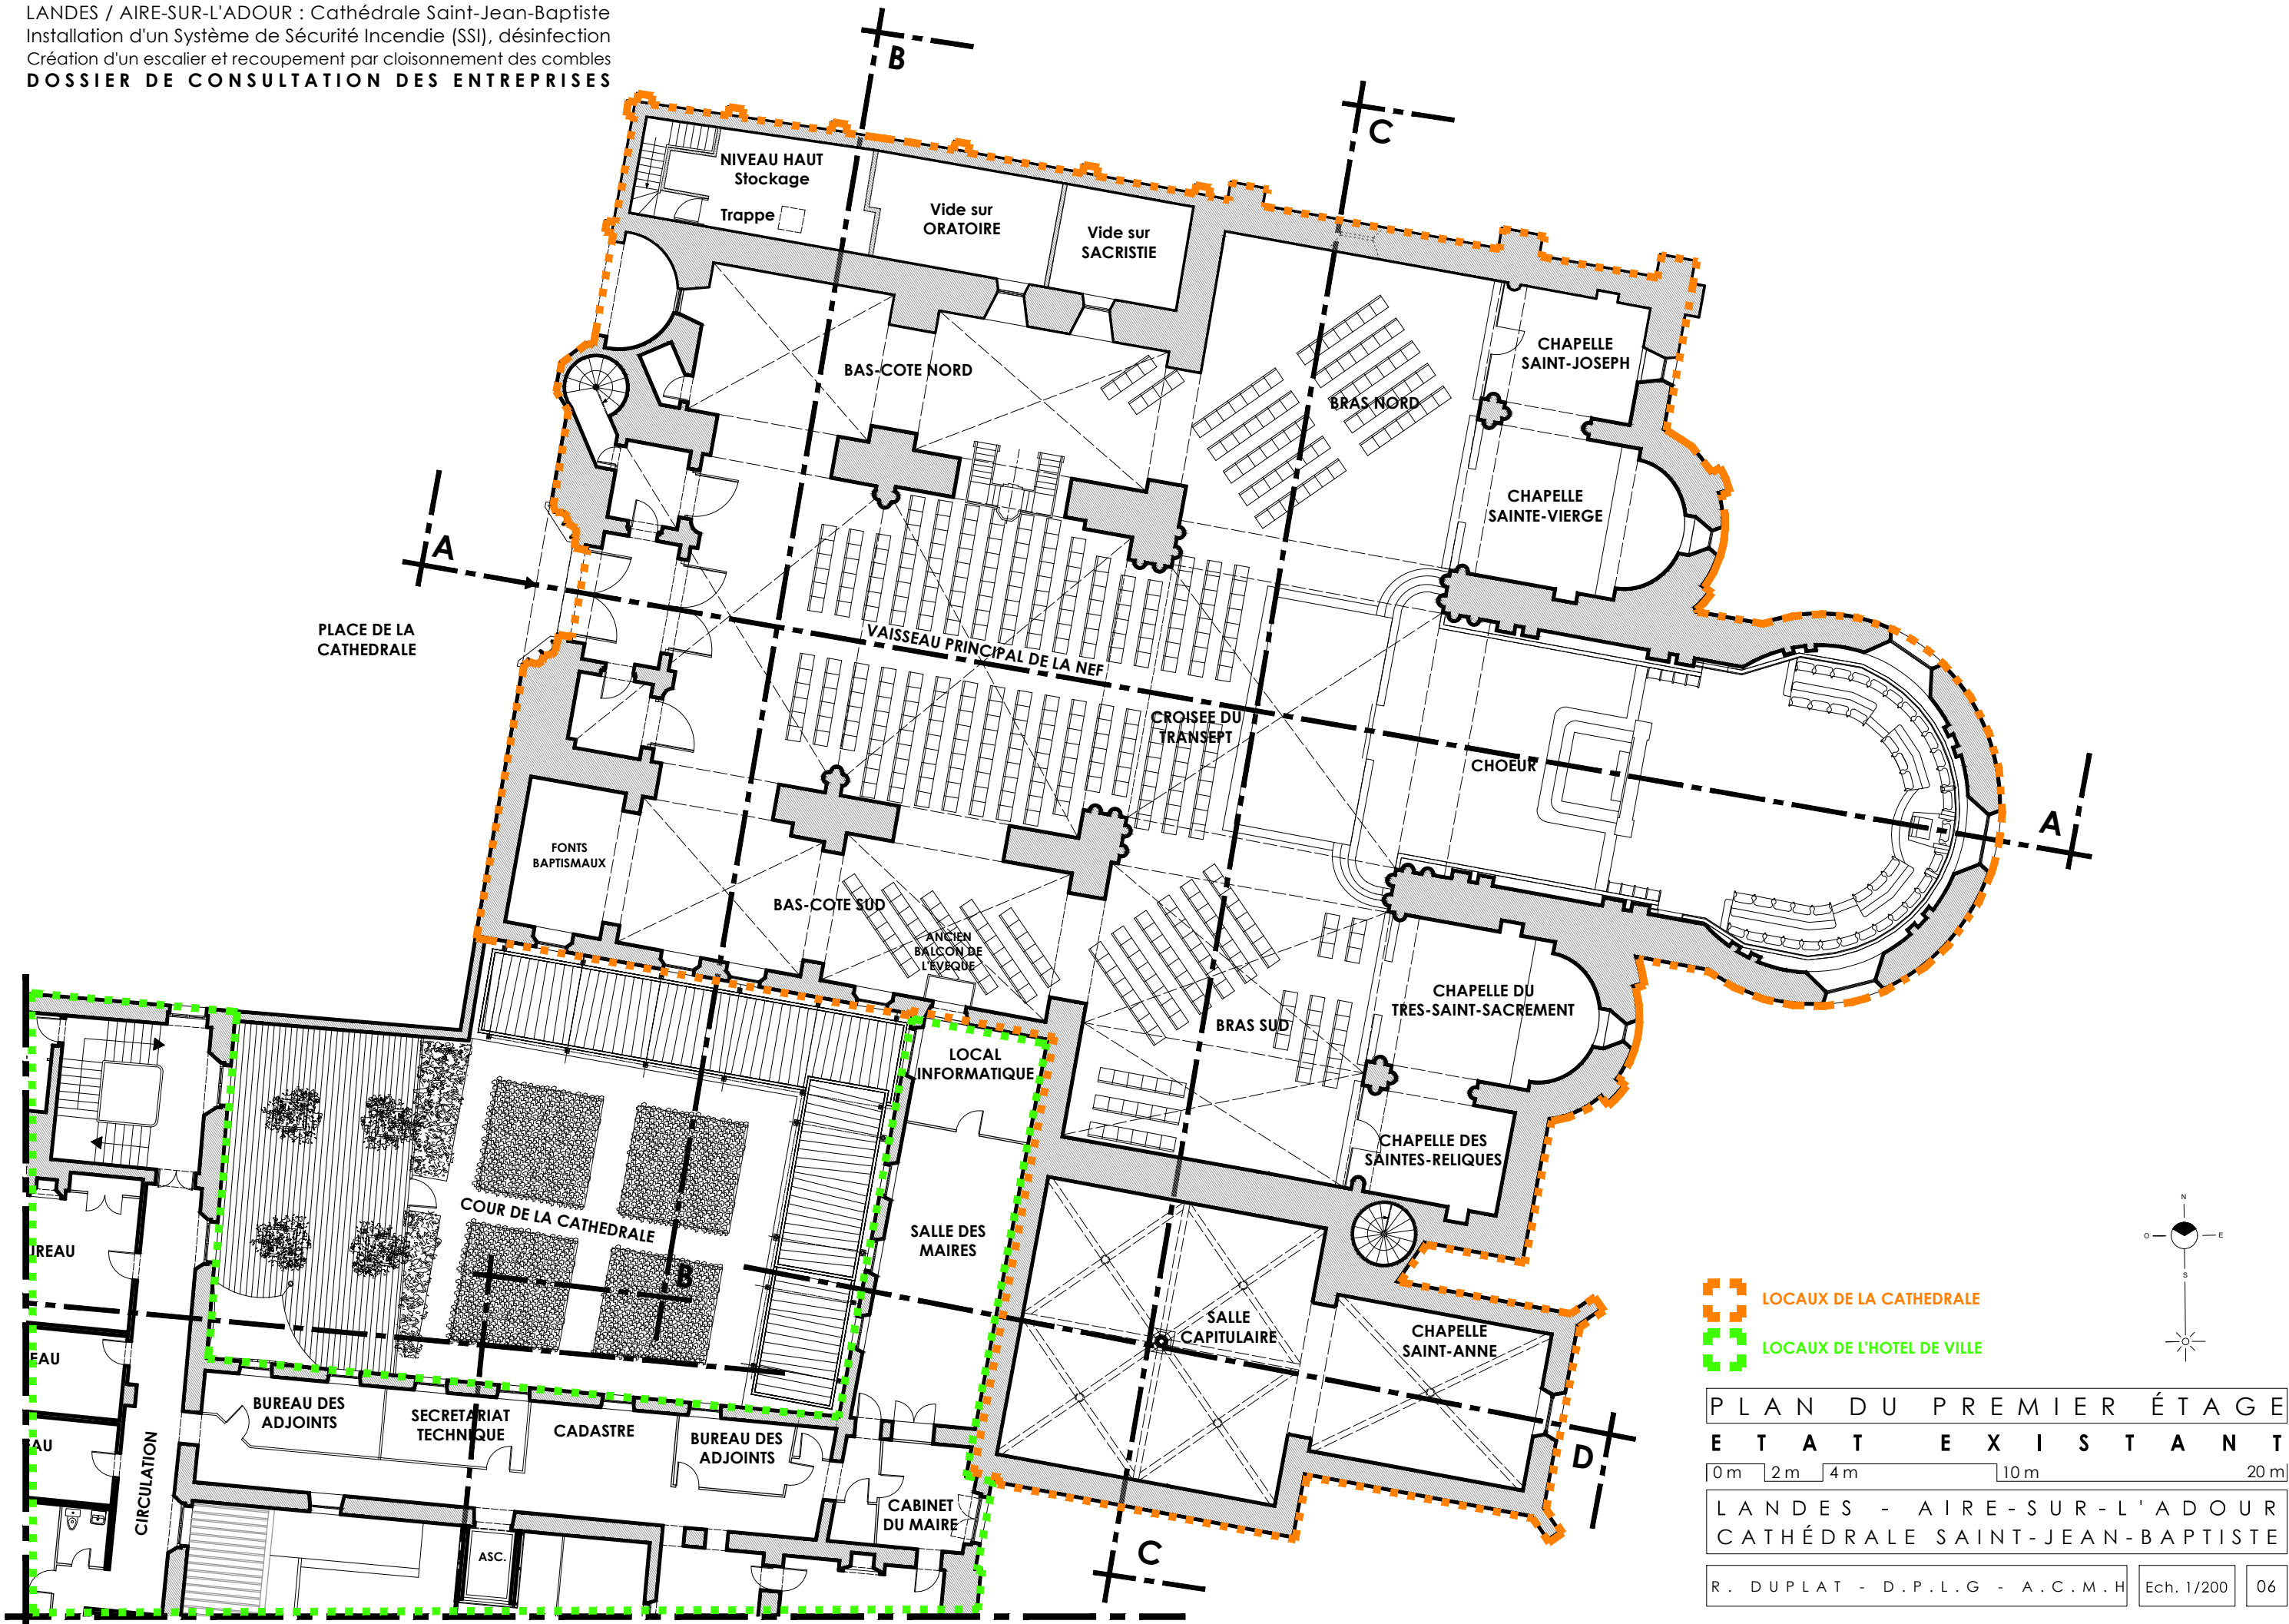 LANDES / AIRE-SUR-L'ADOUR : Cathédrale Saint-Jean-Baptiste
Installation d'un Système de Sécurité Incendie (SSI), désinfection
Création d'un escalier et recoupement par cloisonnement des combles
DOSSIER DE CONSULTATION DES ENTREPRISES
B
C
NIVEAU HAUT
Stockage
Trappe
Vide sur
ORATOIRE
Vide sur
SACRISTIE
CHAPELLE
SAINT-JOSEPH
BAS-COTE NORD
BRAS NORD
CHAPELLE
SAINTE-VIERGE
A
PLACE DE LA
CATHEDRALE
VAISSEAU PRINCIPAL DE LA NEF
CROISEE DU
TRANSEPT
CHOEUR
A
FONTS
BAPTISMAUX
BAS-COTE SUD
ANCIEN
BALCON DE
L'EVEQUE
CHAPELLE DU
TRES-SAINT-SACREMENT
BRAS SUD
LOCAL
INFORMATIQUE
CHAPELLE DES
SAINTES-RELIQUES
COUR DE LA CATHEDRALE
SALLE DES
MAIRES
B
UREAU
EAU
EAU
CIRCULATION
SALLE
CAPITULAIRE
CHAPELLE
SAINT-ANNE
D
BUREAU DES
ADJOINTS
SECRETARIAT
TECHNIQUE
CADASTRE
BUREAU DES
ADJOINTS
CABINET
DU MAIRE
ASC.
C
N
O
E
S
LOCAUX DE LA CATHEDRALE
LOCAUX DE L'HOTEL DE VILLE
PLAN DU PREMIER ÉTAGE
ETAT EXISTANT
0 m 2 m 4 m 10 m 20 m
LANDES - AIRE-SUR-L'ADOUR
CATHÉDRALE SAINT-JEAN-BAPTISTE
R. DUPLAT - D.P.L.G - A.C.M.H
Ech. 1/200
06